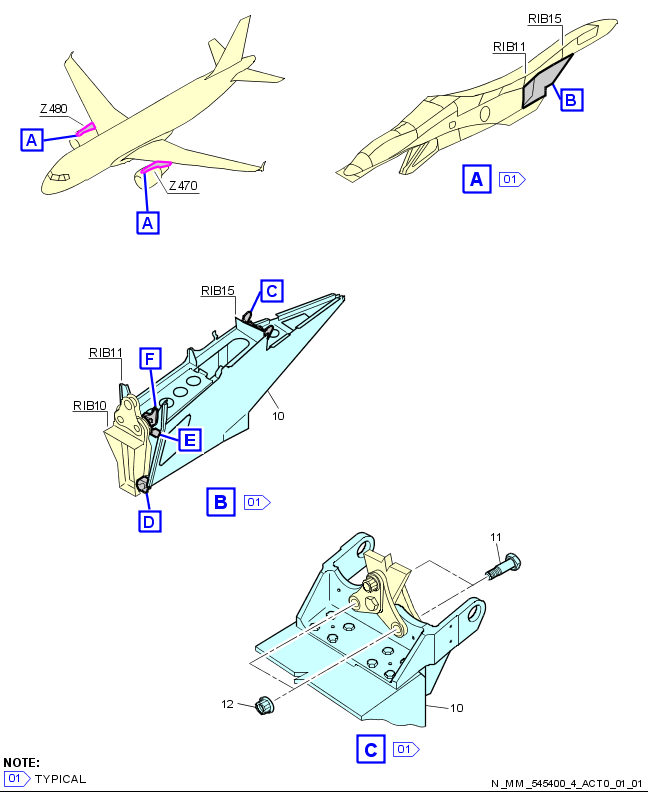 RIB15
RIB11
B
Z480
A
A 01
Z470
A
RIB15
C
RIB11
F
RIB10
10
E
B 01
D
11
12
10
C 01
NOTE:
01 TYPICAL
N_MM_545400_4_ACT0_01_01